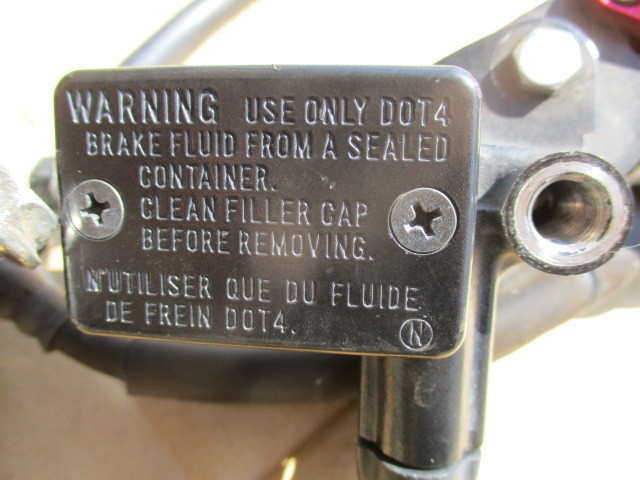 WARNING USE ONLY DOT4
BRAKE FLUID FROM A SEALED
CONTAINER.
CLEAN FILLER CAP
BEFORE REMOVING.
N'UTILISER QUE DU FLUIDE
DE FREIN DOT4.
N